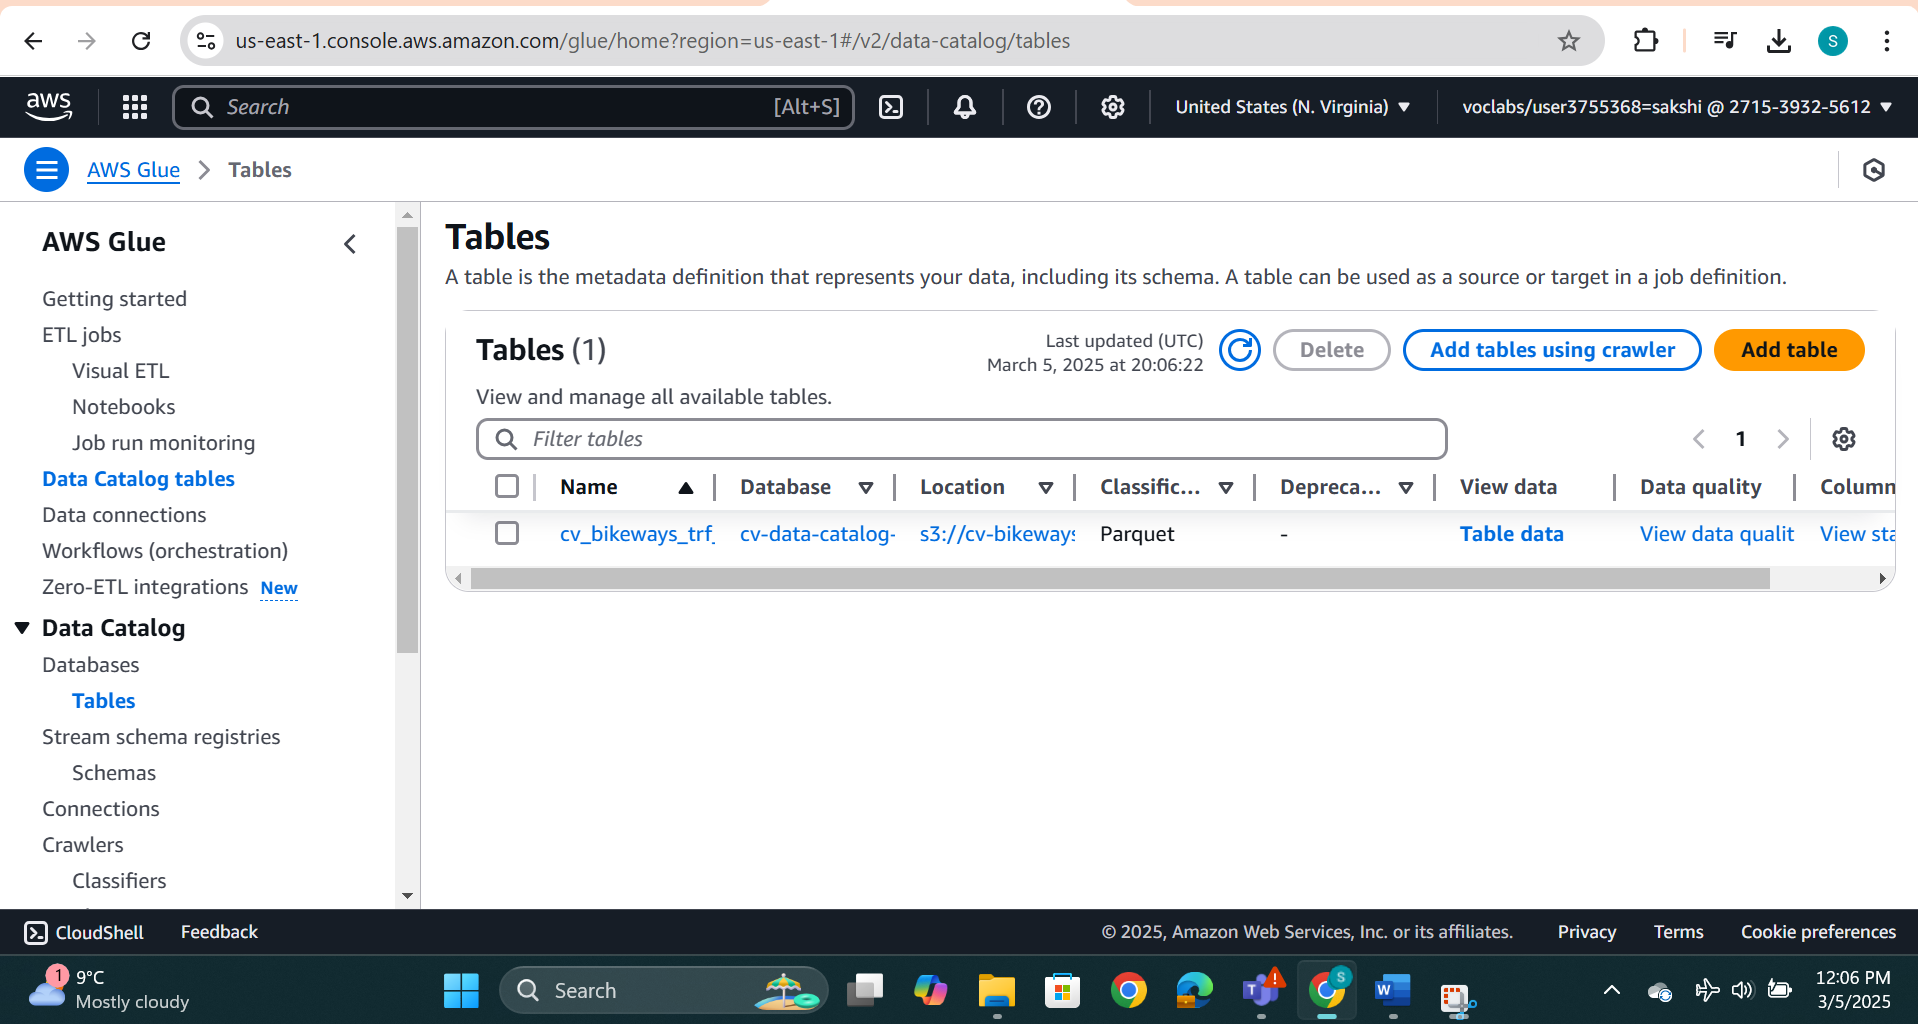 us-east-1.console.aws.amazon.com/glue/home?region=us-east-1#/v2/data-catalog/tables
S
aws
Search
[Alt+S]
United States (N. Virginia)
voclabs/user3755368=sakshi @ 2715-3932-5612
AWS Glue
Tables
AWS Glue
Getting started
ETL jobs
Visual ETL
Notebooks
Job run monitoring
Data Catalog tables
Data connections
Workflows (orchestration)
Zero-ETL integrations New
Data Catalog
Databases
Tables
Stream schema registries
Schemas
Connections
Crawlers
Classifiers
Tables
A table is the metadata definition that represents your data, including its schema. A table can be used as a source or target in a job definition.
Tables (1)
Last updated (UTC)
March 5, 2025 at 20:06:22
Delete
Add tables using crawler
Add table
View and manage all available tables.
Filter tables
1
Name Database Location Classific... Depreca... View data Data quality Column
cv_bikeways_trf_ cv-data-catalog- s3://cv-bikeways Parquet - Table data View data qualit View sta
CloudShell
Feedback
© 2025, Amazon Web Services, Inc. or its affiliates.
Privacy
Terms
Cookie preferences
1
9°C
Mostly cloudy
Search
T
S
W
12:06 PM
3/5/2025